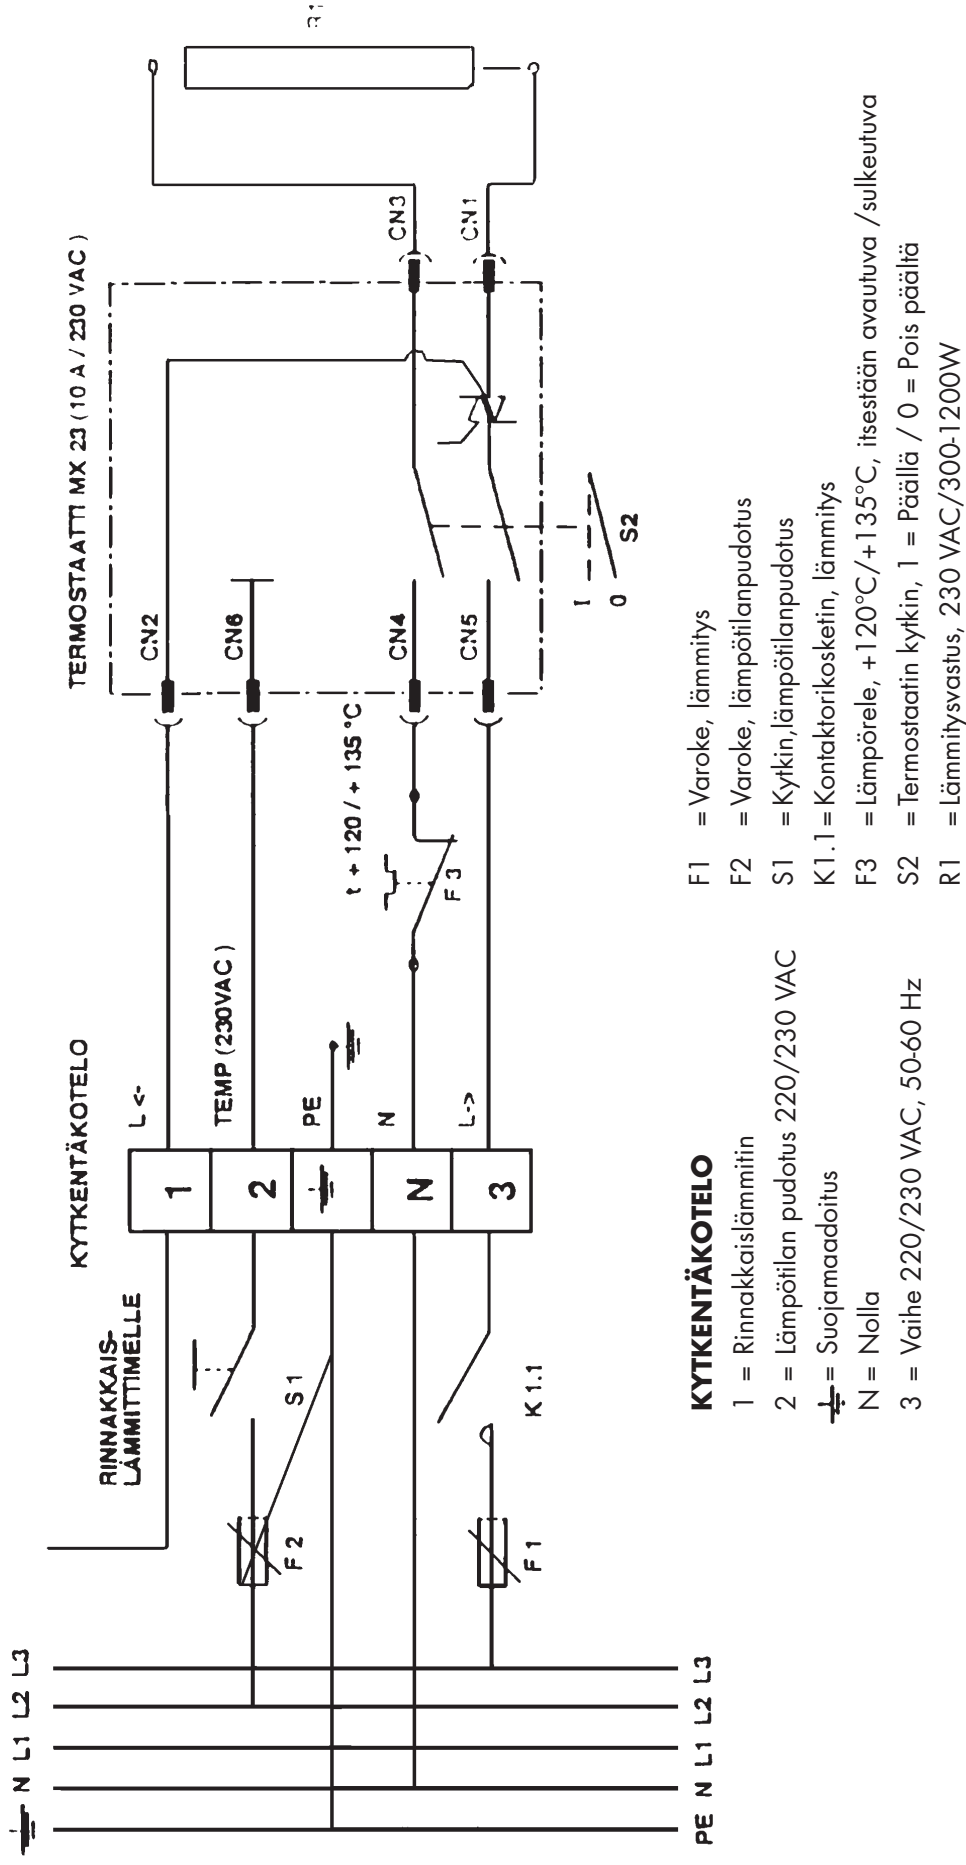 R1
TERMOSTAATTI MX 23 (10 A / 230 VAC)
CN2
CN6
CN4
CN5
CN3
CN1
I
0
S2
t +120 / +135 °C
F 3
KYTKENTÄKOTELO
L <-
TEMP (230VAC)
PE
N
L->
1
2
N
3
RINNAKKAIS-
LÄMMITTIMELLE
S 1
K 1.1
F 2
F 1
N L1 L2 L3
PE N L1 L2 L3
KYTKENTÄKOTELO
1 = Rinnakkaislämmitin
2 = Lämpötilan pudotus 220/230 VAC
⏚ = Suojamaadoitus
N = Nolla
3 = Vaihe 220/230 VAC, 50-60 Hz
F1 = Varoke, lämmitys
F2 = Varoke, lämpötilanpudotus
S1 = Kytkin,lämpötilanpudotus
K1.1 = Kontaktorikosketin, lämmitys
F3 = Lämpörele, +120°C/+135°C, itsestään avautuva /sulkeutuva
S2 = Termostaatin kytkin, 1 = Päällä / 0 = Pois päältä
R1 = Lämmitysvastus, 230 VAC/300-1200W